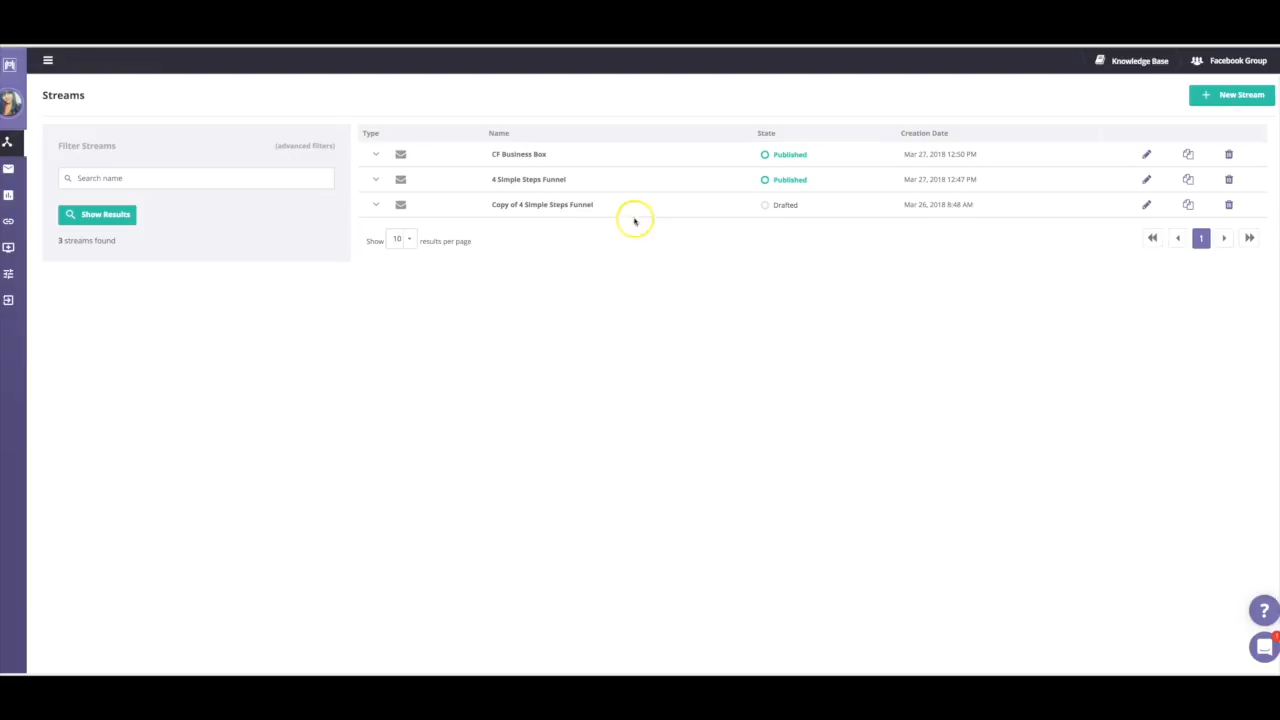 Knowledge Base
Facebook Group
Streams
+ New Stream
Filter Streams
(advanced filters)
Search name
Show Results
3 streams found
Type Name State Creation Date
CF Business Box Published Mar 27, 2018 12:50 PM
4 Simple Steps Funnel Published Mar 27, 2018 12:47 PM
Copy of 4 Simple Steps Funnel Drafted Mar 26, 2018 8:48 AM
Show 10 results per page
1
?
1